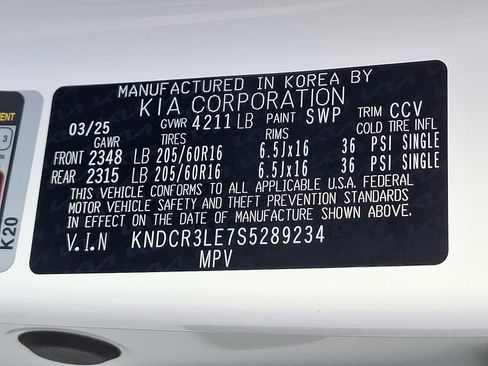 MANUFACTURED IN KOREA BY
KIA CORPORATION
03/25 GVWR 4211 LB PAINT SWP TRIM CCV
GAWR TIRES RIMS COLD TIRE INFL
FRONT 2348 LB 205/60R16 6.5Jx16 36 PSI SINGLE
REAR 2315 LB 205/60R16 6.5Jx16 36 PSI SINGLE
THIS VEHICLE CONFORMS TO ALL APPLICABLE U.S.A. FEDERAL
MOTOR VEHICLE SAFETY AND THEFT PREVENTION STANDARDS
IN EFFECT ON THE DATE OF MANUFACTURE SHOWN ABOVE.
V.I.N KNDCR3LE7S5289234
MPV
3
K20